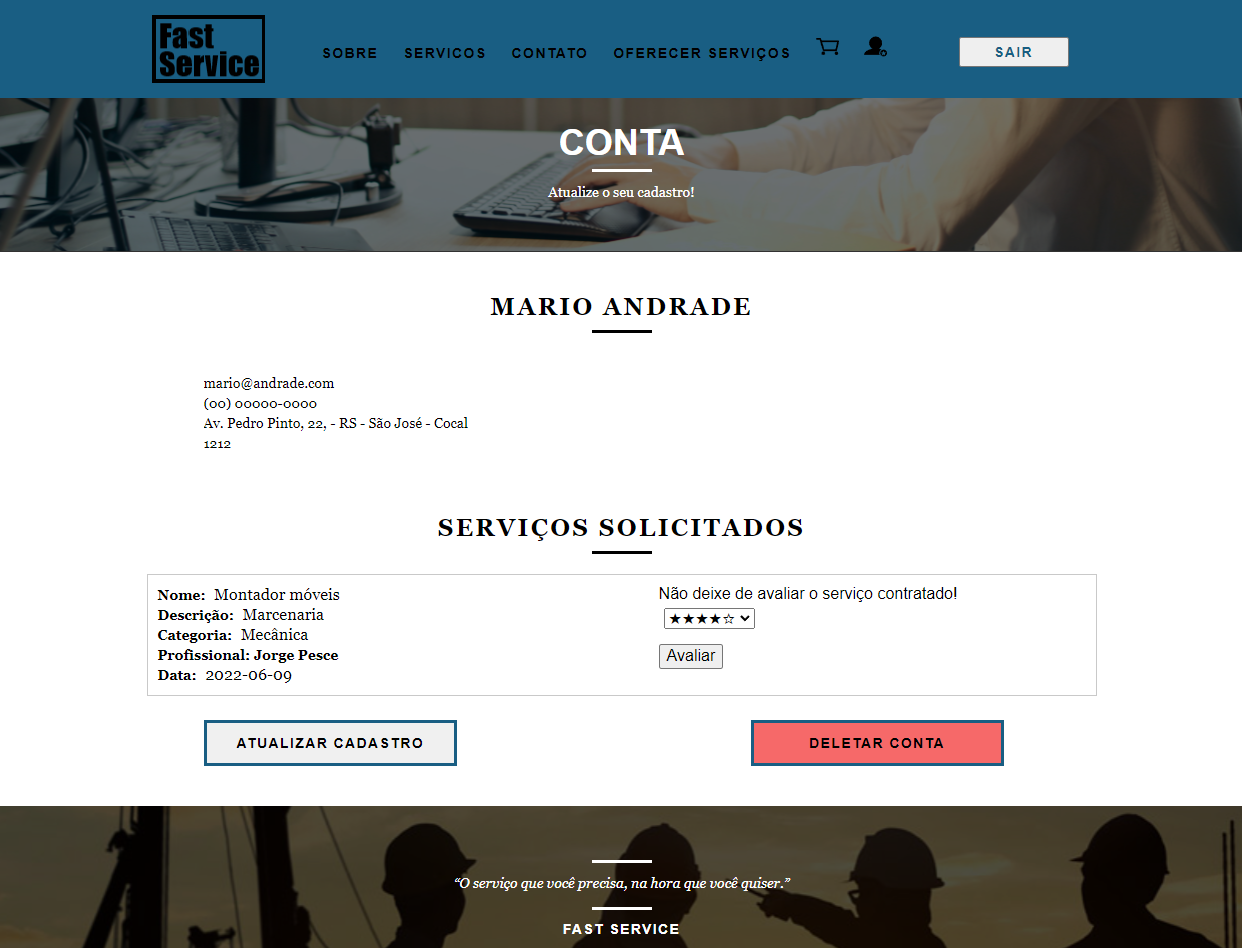 Fast
Service
SOBRE SERVICOS CONTATO OFERECER SERVIÇOS SAIR
CONTA
Atualize o seu cadastro!
MARIO ANDRADE
mario@andrade.com
(00) 00000-0000
Av. Pedro Pinto, 22, - RS - São José - Cocal
1212
SERVIÇOS SOLICITADOS
Nome: Montador móveis
Descrição: Marcenaria
Categoria: Mecânica
Profissional: Jorge Pesce
Data: 2022-06-09
Não deixe de avaliar o serviço contratado!
★★★★☆
Avaliar
ATUALIZAR CADASTRO DELETAR CONTA
“O serviço que você precisa, na hora que você quiser.”
FAST SERVICE